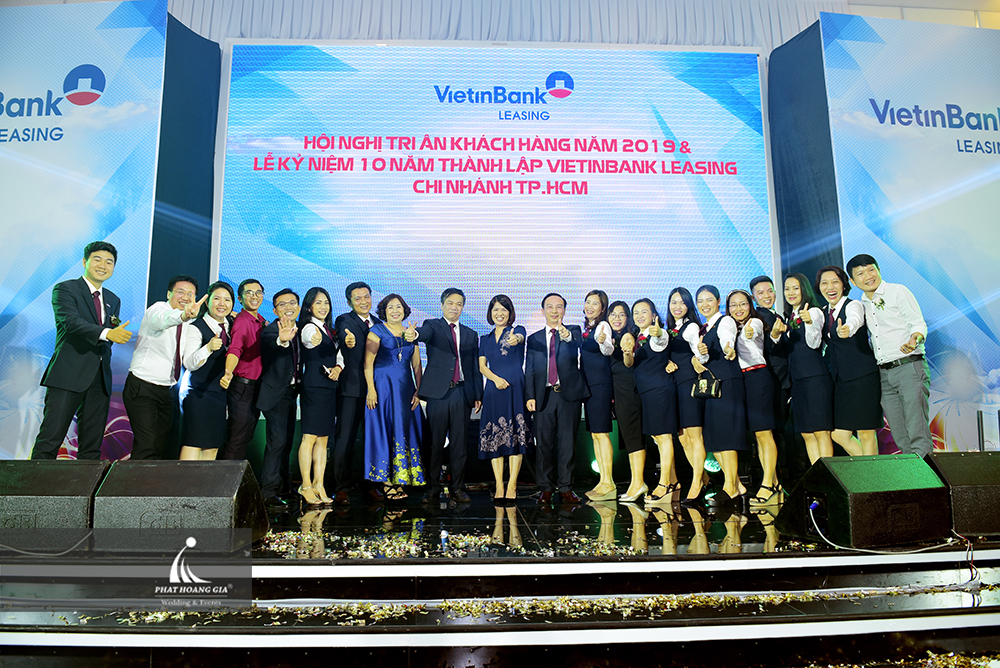 Bank
LEASING
VietinBank
LEASING
HỘI NGHỊ TRI ÂN KHÁCH HÀNG NĂM 2019 &
LỄ KỶ NIỆM 10 NĂM THÀNH LẬP VIETINBANK LEASING
CHI NHÁNH TP.HCM
VietinBank
LEASING
PHAT HOANG GIA®
Wedding & Events